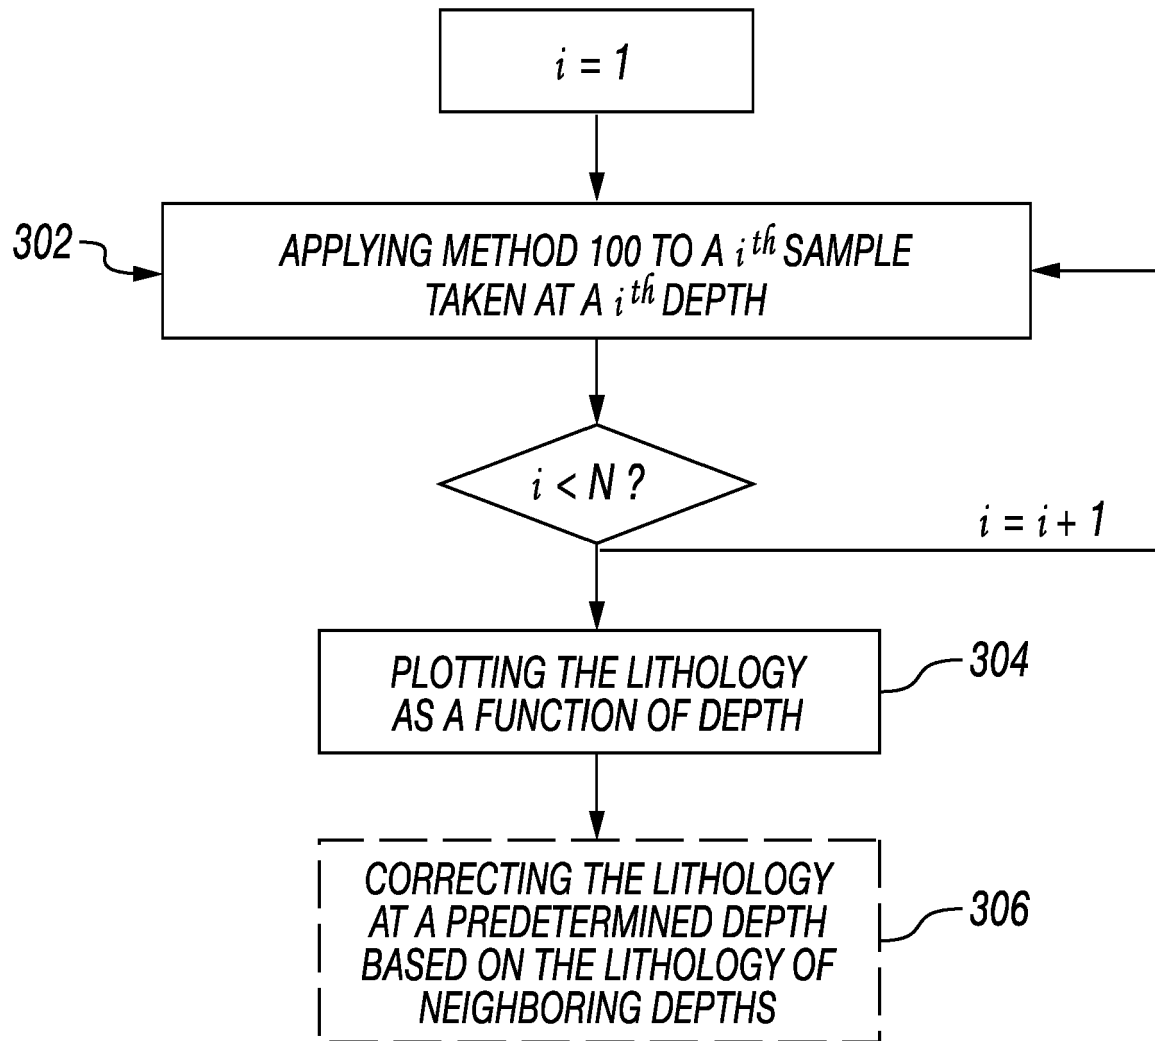 i = 1
302
APPLYING METHOD 100 TO A i th SAMPLE
TAKEN AT A i th DEPTH
i < N ?
i = i + 1
PLOTTING THE LITHOLOGY
AS A FUNCTION OF DEPTH
304
CORRECTING THE LITHOLOGY
AT A PREDETERMINED DEPTH
BASED ON THE LITHOLOGY OF
NEIGHBORING DEPTHS
306